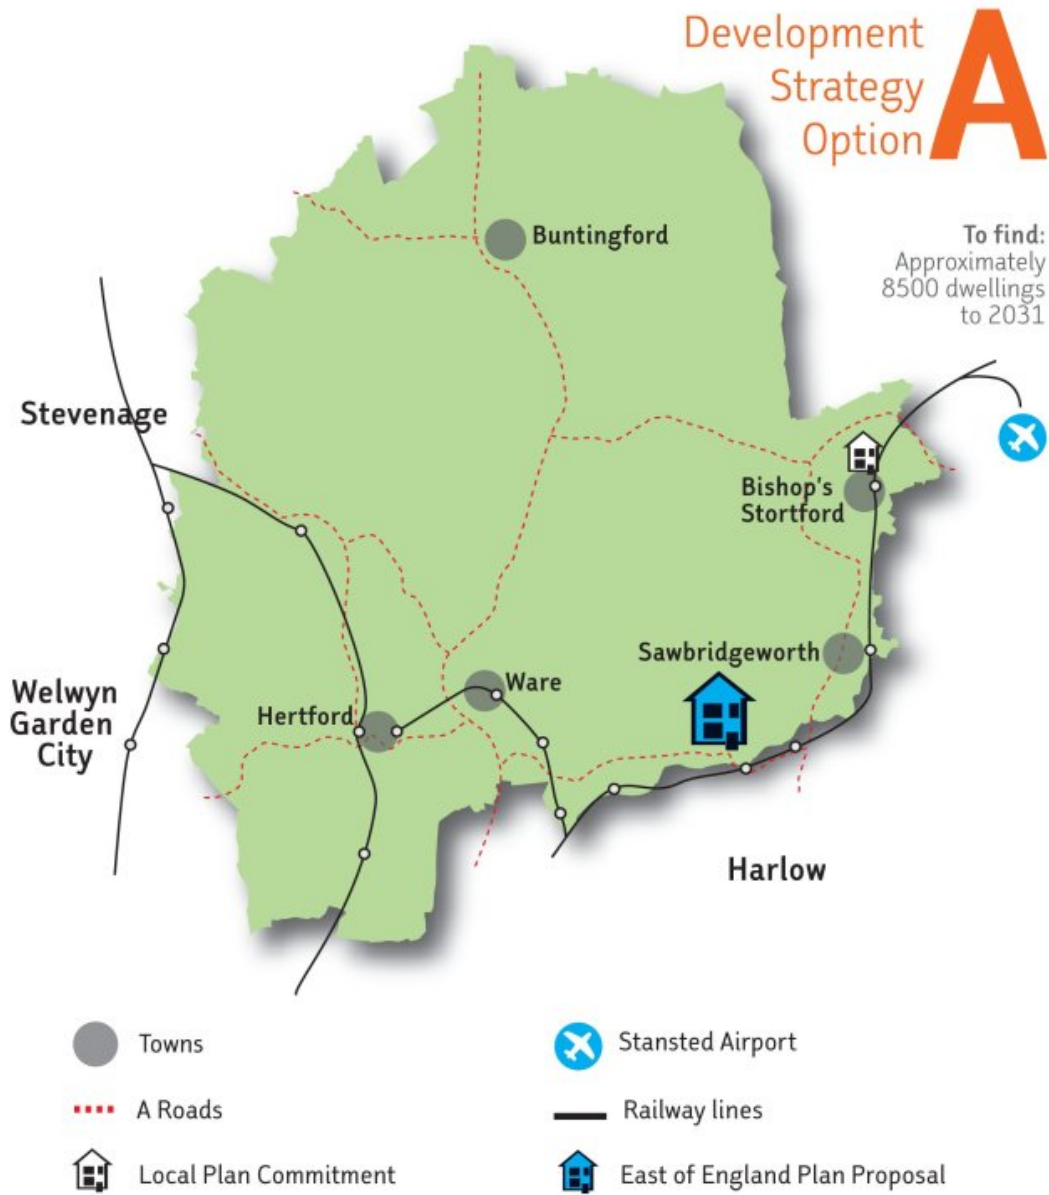 Development
Strategy
Option
A
To find:
Approximately
8500 dwellings
to 2031
Buntingford
Stevenage
Bishop's
Stortford
Sawbridgeworth
Ware
Welwyn
Garden
City
Hertford
Harlow
Towns
Stansted Airport
A Roads
Railway lines
Local Plan Commitment
East of England Plan Proposal